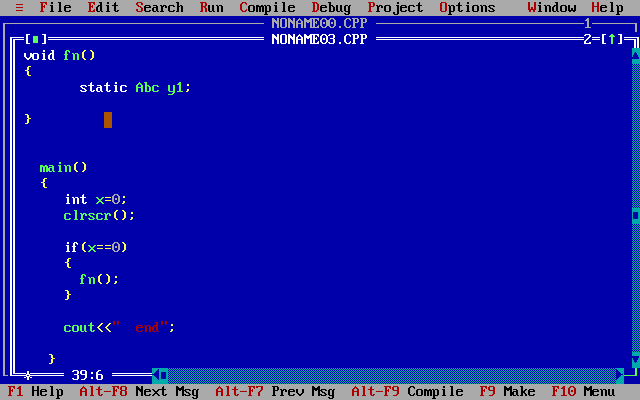 ≡ File Edit Search Run Compile Debug Project Options Window Help
NONAME00.CPP 1
[■] NONAME03.CPP 2=[↑]
void fn()
{
static Abc y1;
}
main()
{
int x=0;
clrscr();
if(x==0)
{
fn();
}
cout<<"  end";
}
39:6
F1 Help Alt-F8 Next Msg Alt-F7 Prev Msg Alt-F9 Compile F9 Make F10 Menu